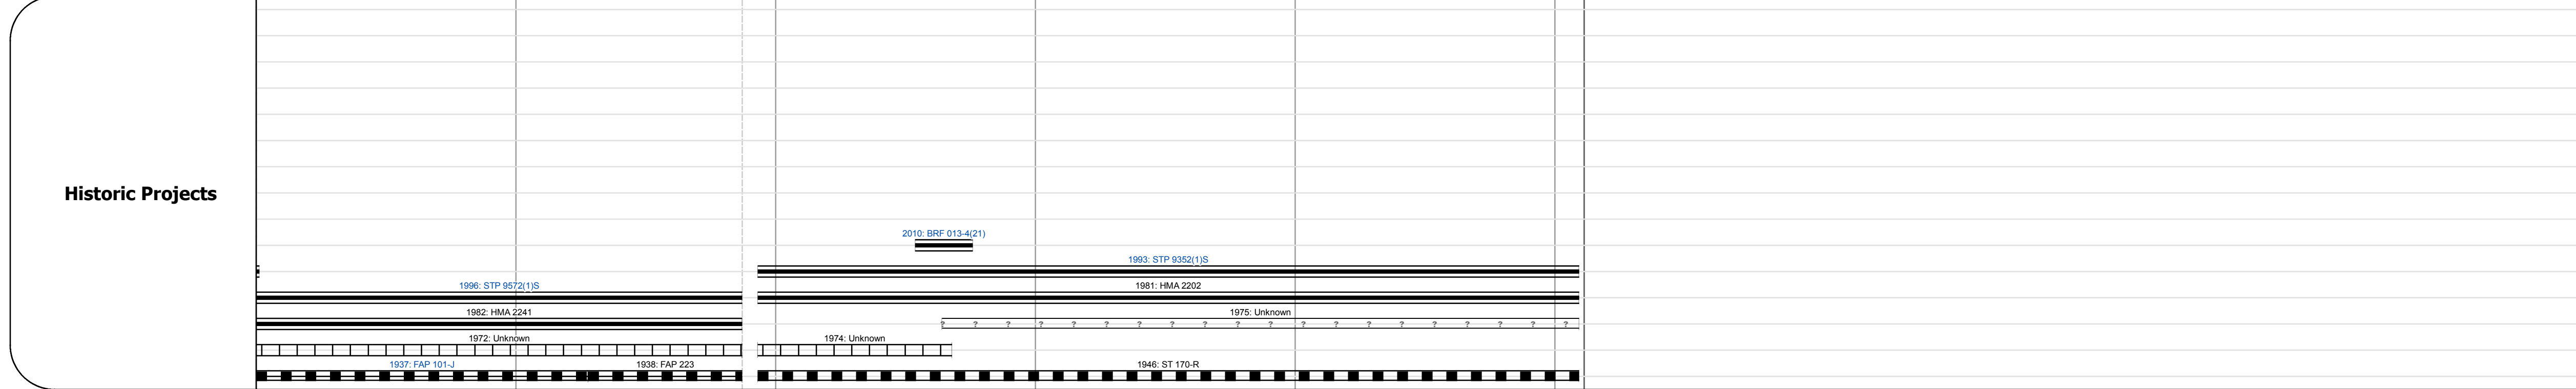 Historic Projects
2010: BRF 013-4(21)
1993: STP 9352(1)S
1996: STP 9572(1)S
1981: HMA 2202
1982: HMA 2241
1975: Unknown
? ? ? ? ? ? ? ? ? ? ? ? ? ? ? ? ? ? ? ?
1972: Unknown
1974: Unknown
1937: FAP 101-J
1938: FAP 223
1946: ST 170-R